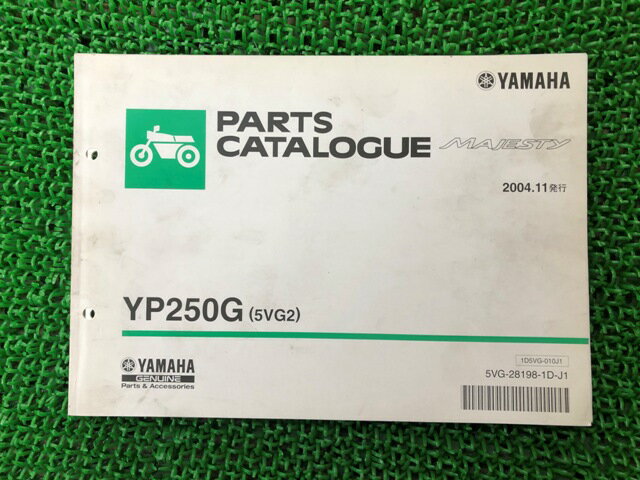 YAMAHA
PARTS
CATALOGUE
MAJESTY
2004.11発行
YP250G (5VG2)
YAMAHA
GENUINE
Parts & Accessories
1D5VG-010J1
5VG-28198-1D-J1